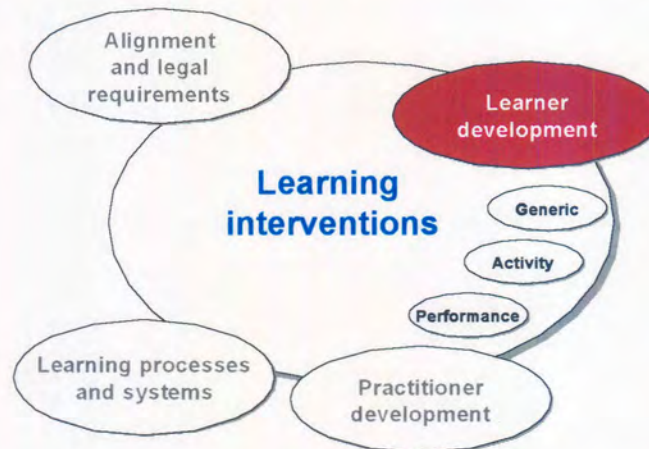 Alignment
and legal
requirements
Learner
development
Learning
interventions
Generic
Activity
Performance
Learning processes
and systems
Practitioner
development